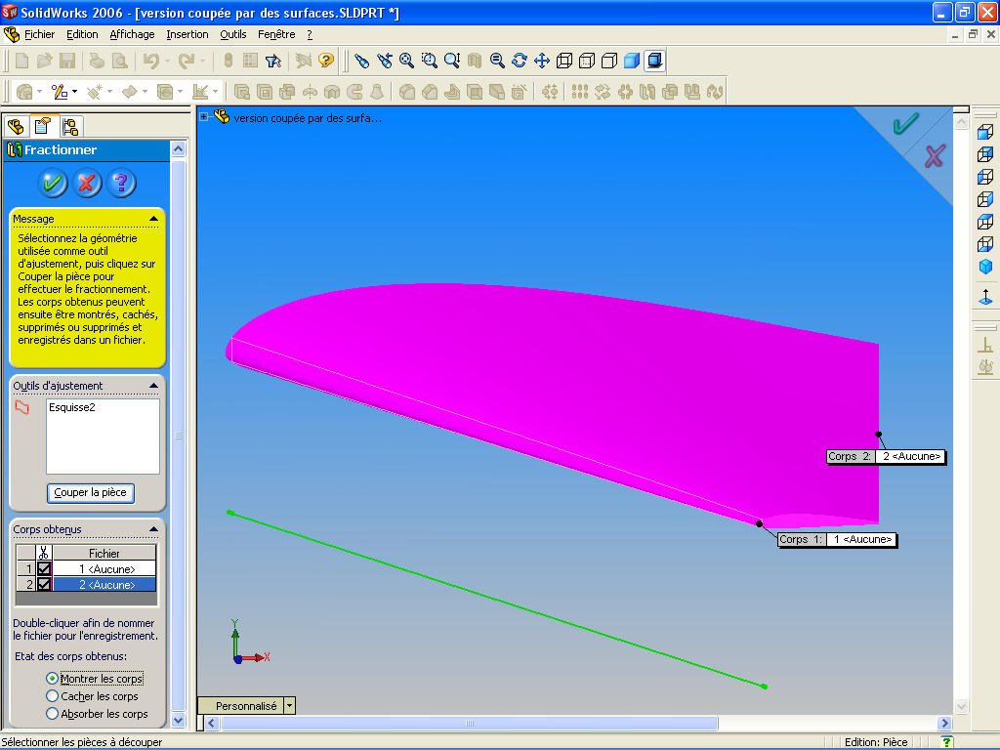 SolidWorks 2006 - [version coupée par des surfaces.SLDPRT *]
Fichier Edition Affichage Insertion Outils Fenêtre ?
version coupée par des surfa...
Fractionner
Message
Sélectionnez la géométrie
utilisée comme outil
d'ajustement, puis cliquez sur
Couper la pièce pour
effectuer le fractionnement.
Les corps obtenus peuvent
ensuite être montrés, cachés,
supprimés ou supprimés et
enregistrés dans un fichier.
Outils d'ajustement
Esquisse2
Couper la pièce
Corps obtenus
Fichier
1 1 <Aucune>
2 2 <Aucune>
Double-cliquer afin de nommer
le fichier pour l'enregistrement.
Etat des corps obtenus:
Montrer les corps
Cacher les corps
Absorber les corps
Corps 2: 2 <Aucune>
Corps 1: 1 <Aucune>
Y
X
Personnalisé
Sélectionner les pièces à découper
Edition: Pièce
?